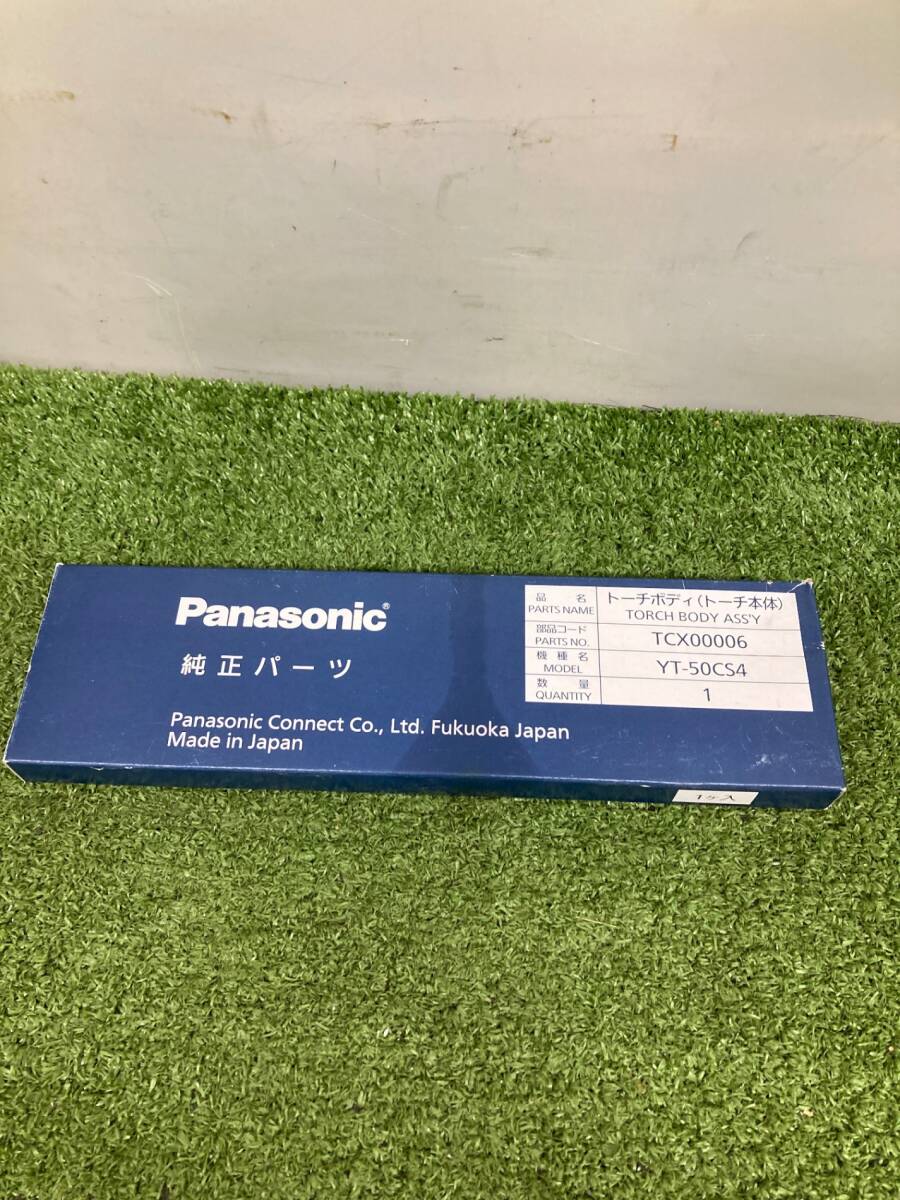 Panasonic®
純正パーツ
Panasonic Connect Co., Ltd. Fukuoka Japan
Made in Japan
品 名 トーチボディ(トーチ本体)
PARTS NAME TORCH BODY ASS'Y
部品コード
PARTS NO. TCX00006
機種名
MODEL YT-50CS4
数 量
QUANTITY 1
1ケ入